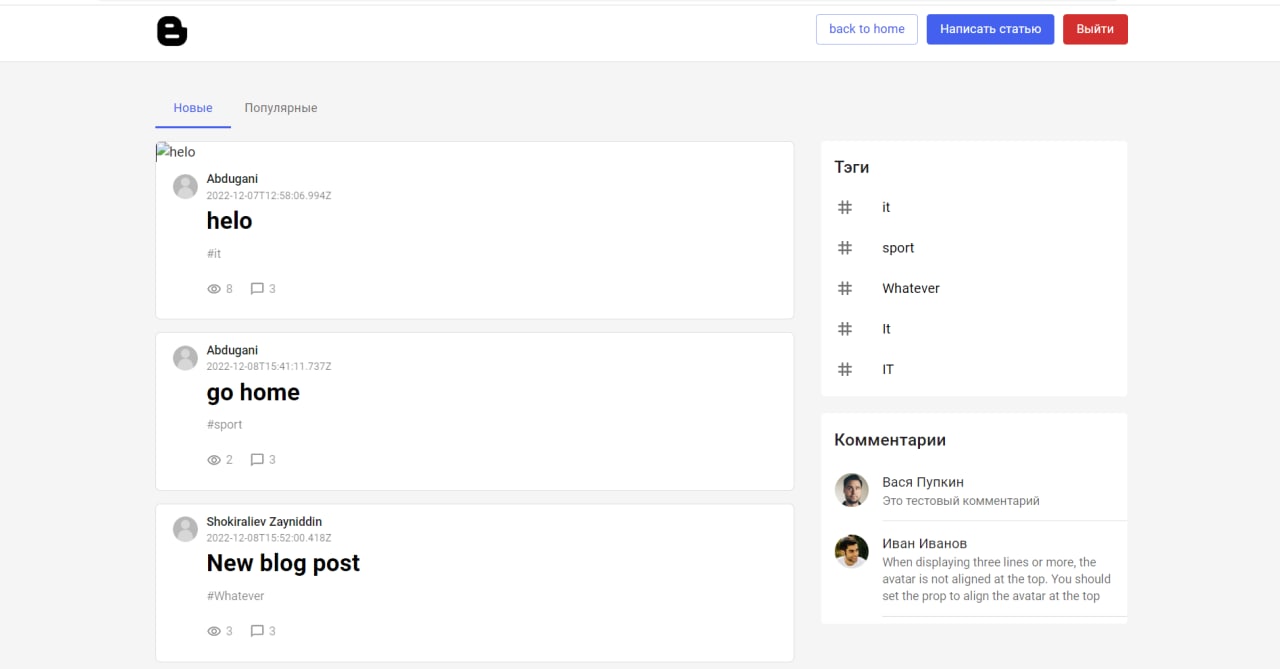 back to home
Написать статью
Выйти
Новые
Популярные
helo
Abdugani
2022-12-07T12:58:06.994Z
helo
#it
8
3
Abdugani
2022-12-08T15:41:11.737Z
go home
#sport
2
3
Shokiraliev Zayniddin
2022-12-08T15:52:00.418Z
New blog post
#Whatever
3
3
Тэги
# it
# sport
# Whatever
# It
# IT
Комментарии
Вася Пупкин
Это тестовый комментарий
Иван Иванов
When displaying three lines or more, the
avatar is not aligned at the top. You should
set the prop to align the avatar at the top